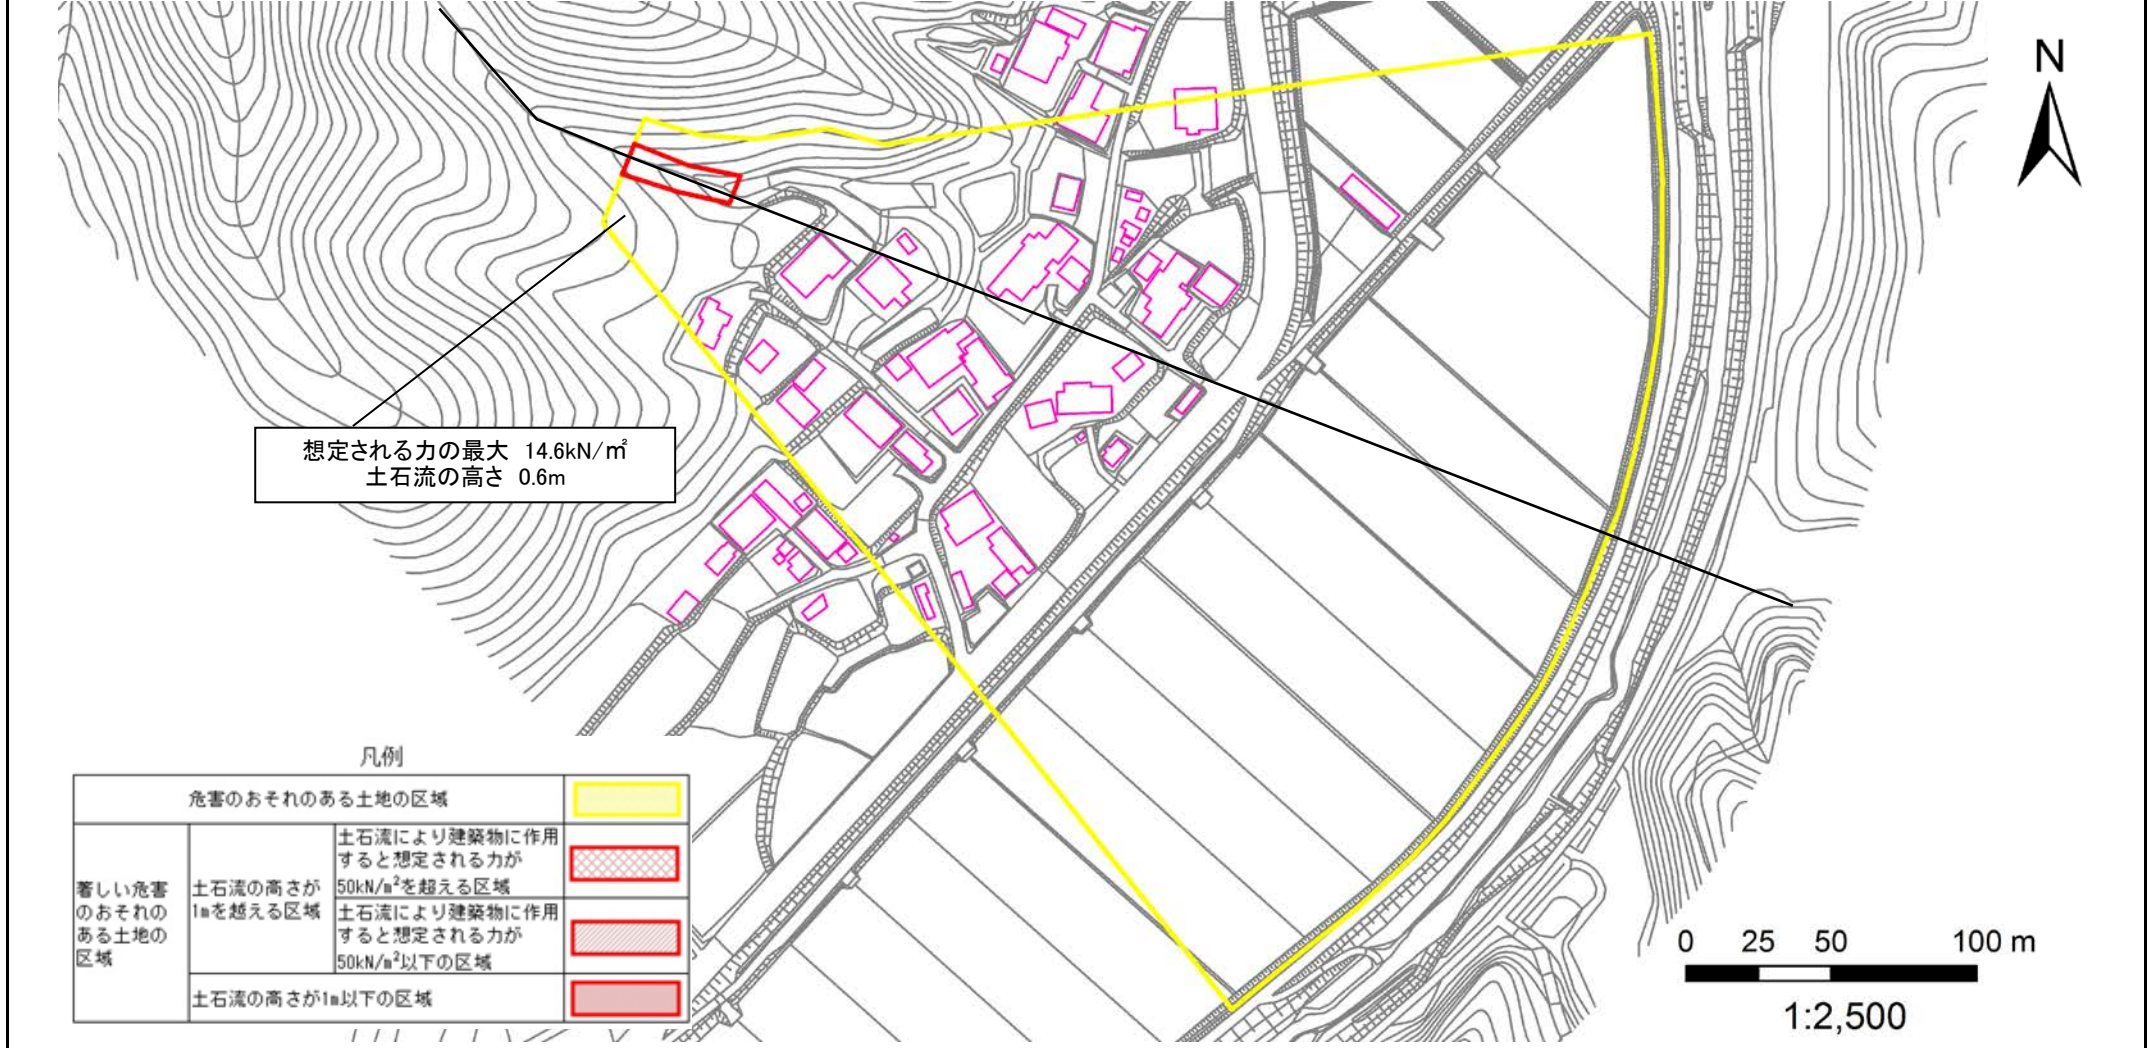 N
想定される力の最大 14.6kN/㎡
土石流の高さ 0.6m
凡例
危害のおそれのある土地の区域
著しい危害
のおそれの
ある土地の
区域
土石流の高さが
1mを越える区域
土石流により建築物に作用
すると想定される力が
50kN/m²を超える区域
土石流により建築物に作用
すると想定される力が
50kN/m²以下の区域
土石流の高さが1m以下の区域
0 25 50 100 m
1:2,500